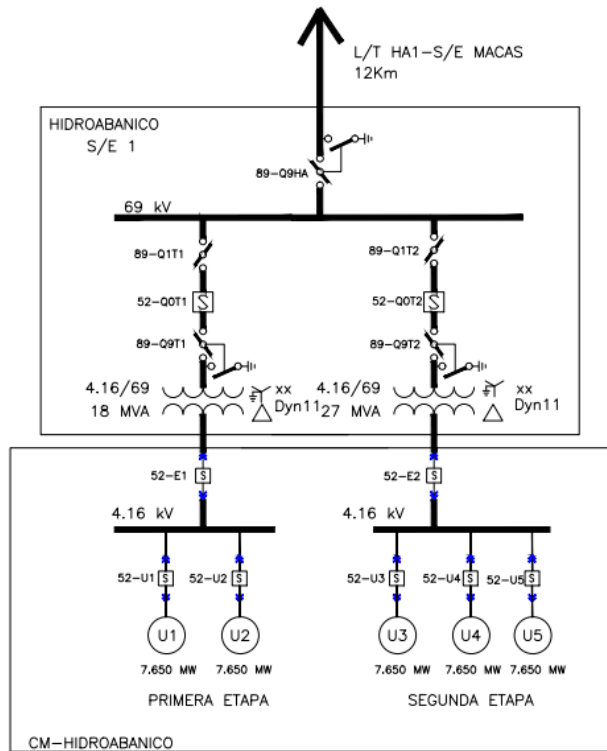 L/T HA1-S/E MACAS
12Km
HIDROABANICO
S/E 1
89-Q9HA
69 kV
89-Q1T1
89-Q1T2
52-Q0T1
52-Q0T2
89-Q9T1
89-Q9T2
4.16/69
xx
4.16/69
xx
18 MVA
Dyn11
27 MVA
Dyn11
52-E1
S
52-E2
S
4.16 kV
4.16 kV
52-U1
S
52-U2
S
52-U3
S
52-U4
S
52-U5
S
U1
U2
U3
U4
U5
7.650 MW
7.650 MW
7.650 MW
7.650 MW
7.650 MW
PRIMERA ETAPA
SEGUNDA ETAPA
CM-HIDROABANICO